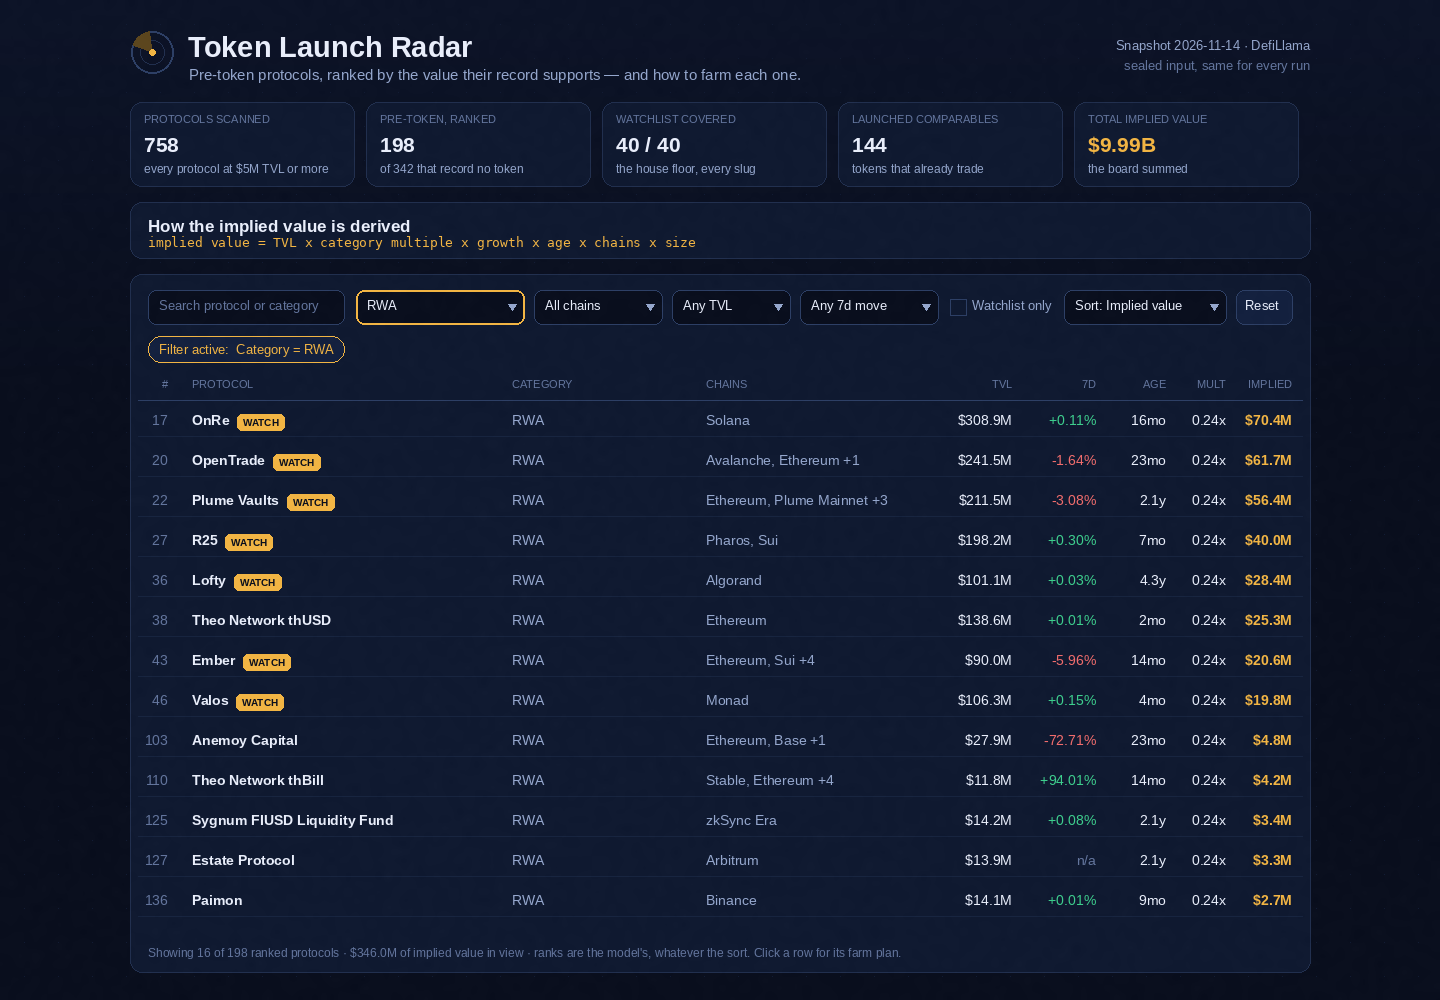 Token Launch Radar
Pre-token protocols, ranked by the value their record supports — and how to farm each one.
Snapshot 2026-11-14 · DefiLlama
sealed input, same for every run
PROTOCOLS SCANNED
758
every protocol at $5M TVL or more
PRE-TOKEN, RANKED
198
of 342 that record no token
WATCHLIST COVERED
40 / 40
the house floor, every slug
LAUNCHED COMPARABLES
144
tokens that already trade
TOTAL IMPLIED VALUE
$9.99B
the board summed
How the implied value is derived
implied value = TVL x category multiple x growth x age x chains x size
Search protocol or category RWA All chains Any TVL Any 7d move Watchlist only Sort: Implied value Reset
Filter active: Category = RWA
# PROTOCOL CATEGORY CHAINS TVL 7D AGE MULT IMPLIED
17 OnRe WATCH RWA Solana $308.9M +0.11% 16mo 0.24x $70.4M
20 OpenTrade WATCH RWA Avalanche, Ethereum +1 $241.5M -1.64% 23mo 0.24x $61.7M
22 Plume Vaults WATCH RWA Ethereum, Plume Mainnet +3 $211.5M -3.08% 2.1y 0.24x $56.4M
27 R25 WATCH RWA Pharos, Sui $198.2M +0.30% 7mo 0.24x $40.0M
36 Lofty WATCH RWA Algorand $101.1M +0.03% 4.3y 0.24x $28.4M
38 Theo Network thUSD RWA Ethereum $138.6M +0.01% 2mo 0.24x $25.3M
43 Ember WATCH RWA Ethereum, Sui +4 $90.0M -5.96% 14mo 0.24x $20.6M
46 Valos WATCH RWA Monad $106.3M +0.15% 4mo 0.24x $19.8M
103 Anemoy Capital RWA Ethereum, Base +1 $27.9M -72.71% 23mo 0.24x $4.8M
110 Theo Network thBill RWA Stable, Ethereum +4 $11.8M +94.01% 14mo 0.24x $4.2M
125 Sygnum FIUSD Liquidity Fund RWA zkSync Era $14.2M +0.08% 2.1y 0.24x $3.4M
127 Estate Protocol RWA Arbitrum $13.9M n/a 2.1y 0.24x $3.3M
136 Paimon RWA Binance $14.1M +0.01% 9mo 0.24x $2.7M
Showing 16 of 198 ranked protocols · $346.0M of implied value in view · ranks are the model's, whatever the sort. Click a row for its farm plan.